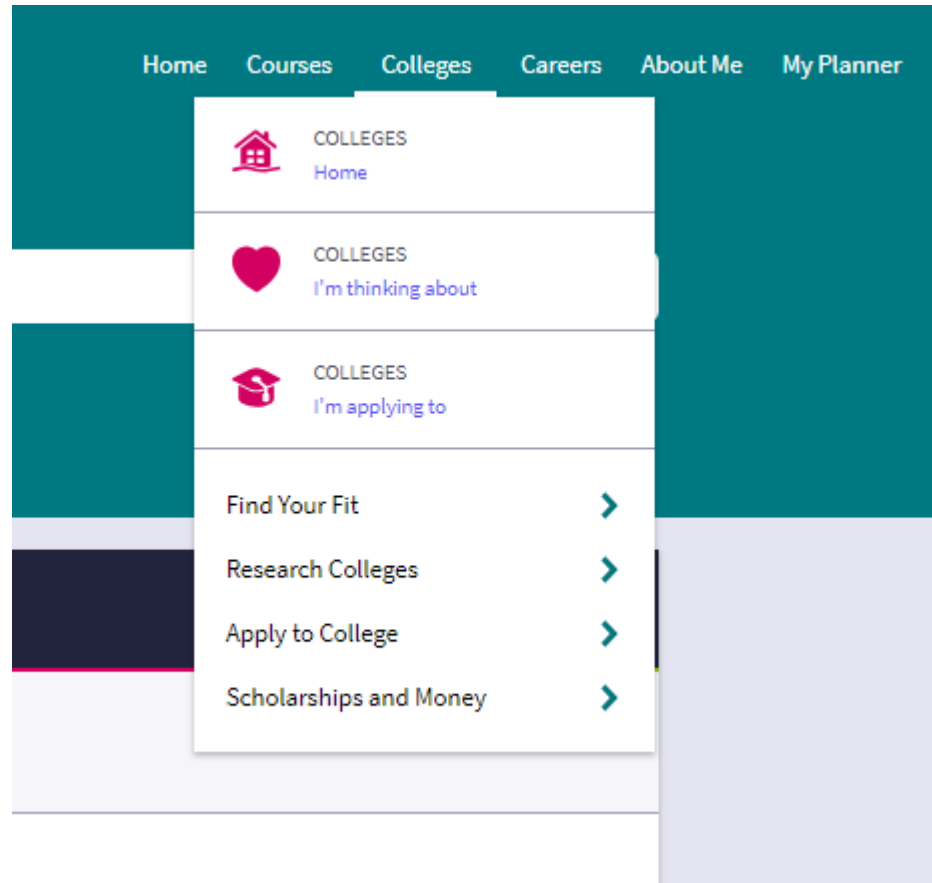 Home Courses Colleges Careers About Me My Planner
COLLEGES
Home
COLLEGES
I'm thinking about
COLLEGES
I'm applying to
Find Your Fit
Research Colleges
Apply to College
Scholarships and Money